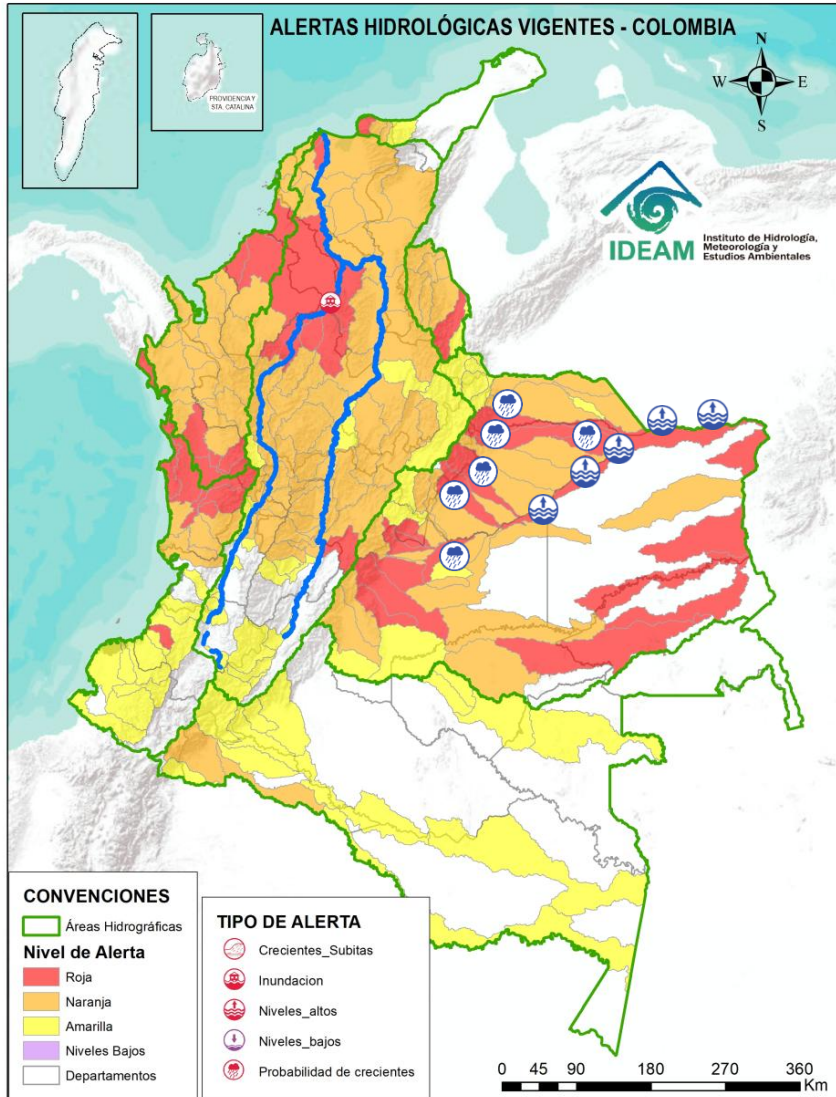 ALERTAS HIDROLÓGICAS VIGENTES - COLOMBIA
PROVIDENCIA Y
STA. CATALINA
N
W
E
S
IDEAM
Instituto de Hidrología,
Meteorología y
Estudios Ambientales
CONVENCIONES
Áreas Hidrográficas
Nivel de Alerta
Roja
Naranja
Amarilla
Niveles Bajos
Departamentos
TIPO DE ALERTA
Crecientes_Subitas
Inundacion
Niveles_altos
Niveles_bajos
Probabilidad de crecientes
0 45 90 180 270 360
Km